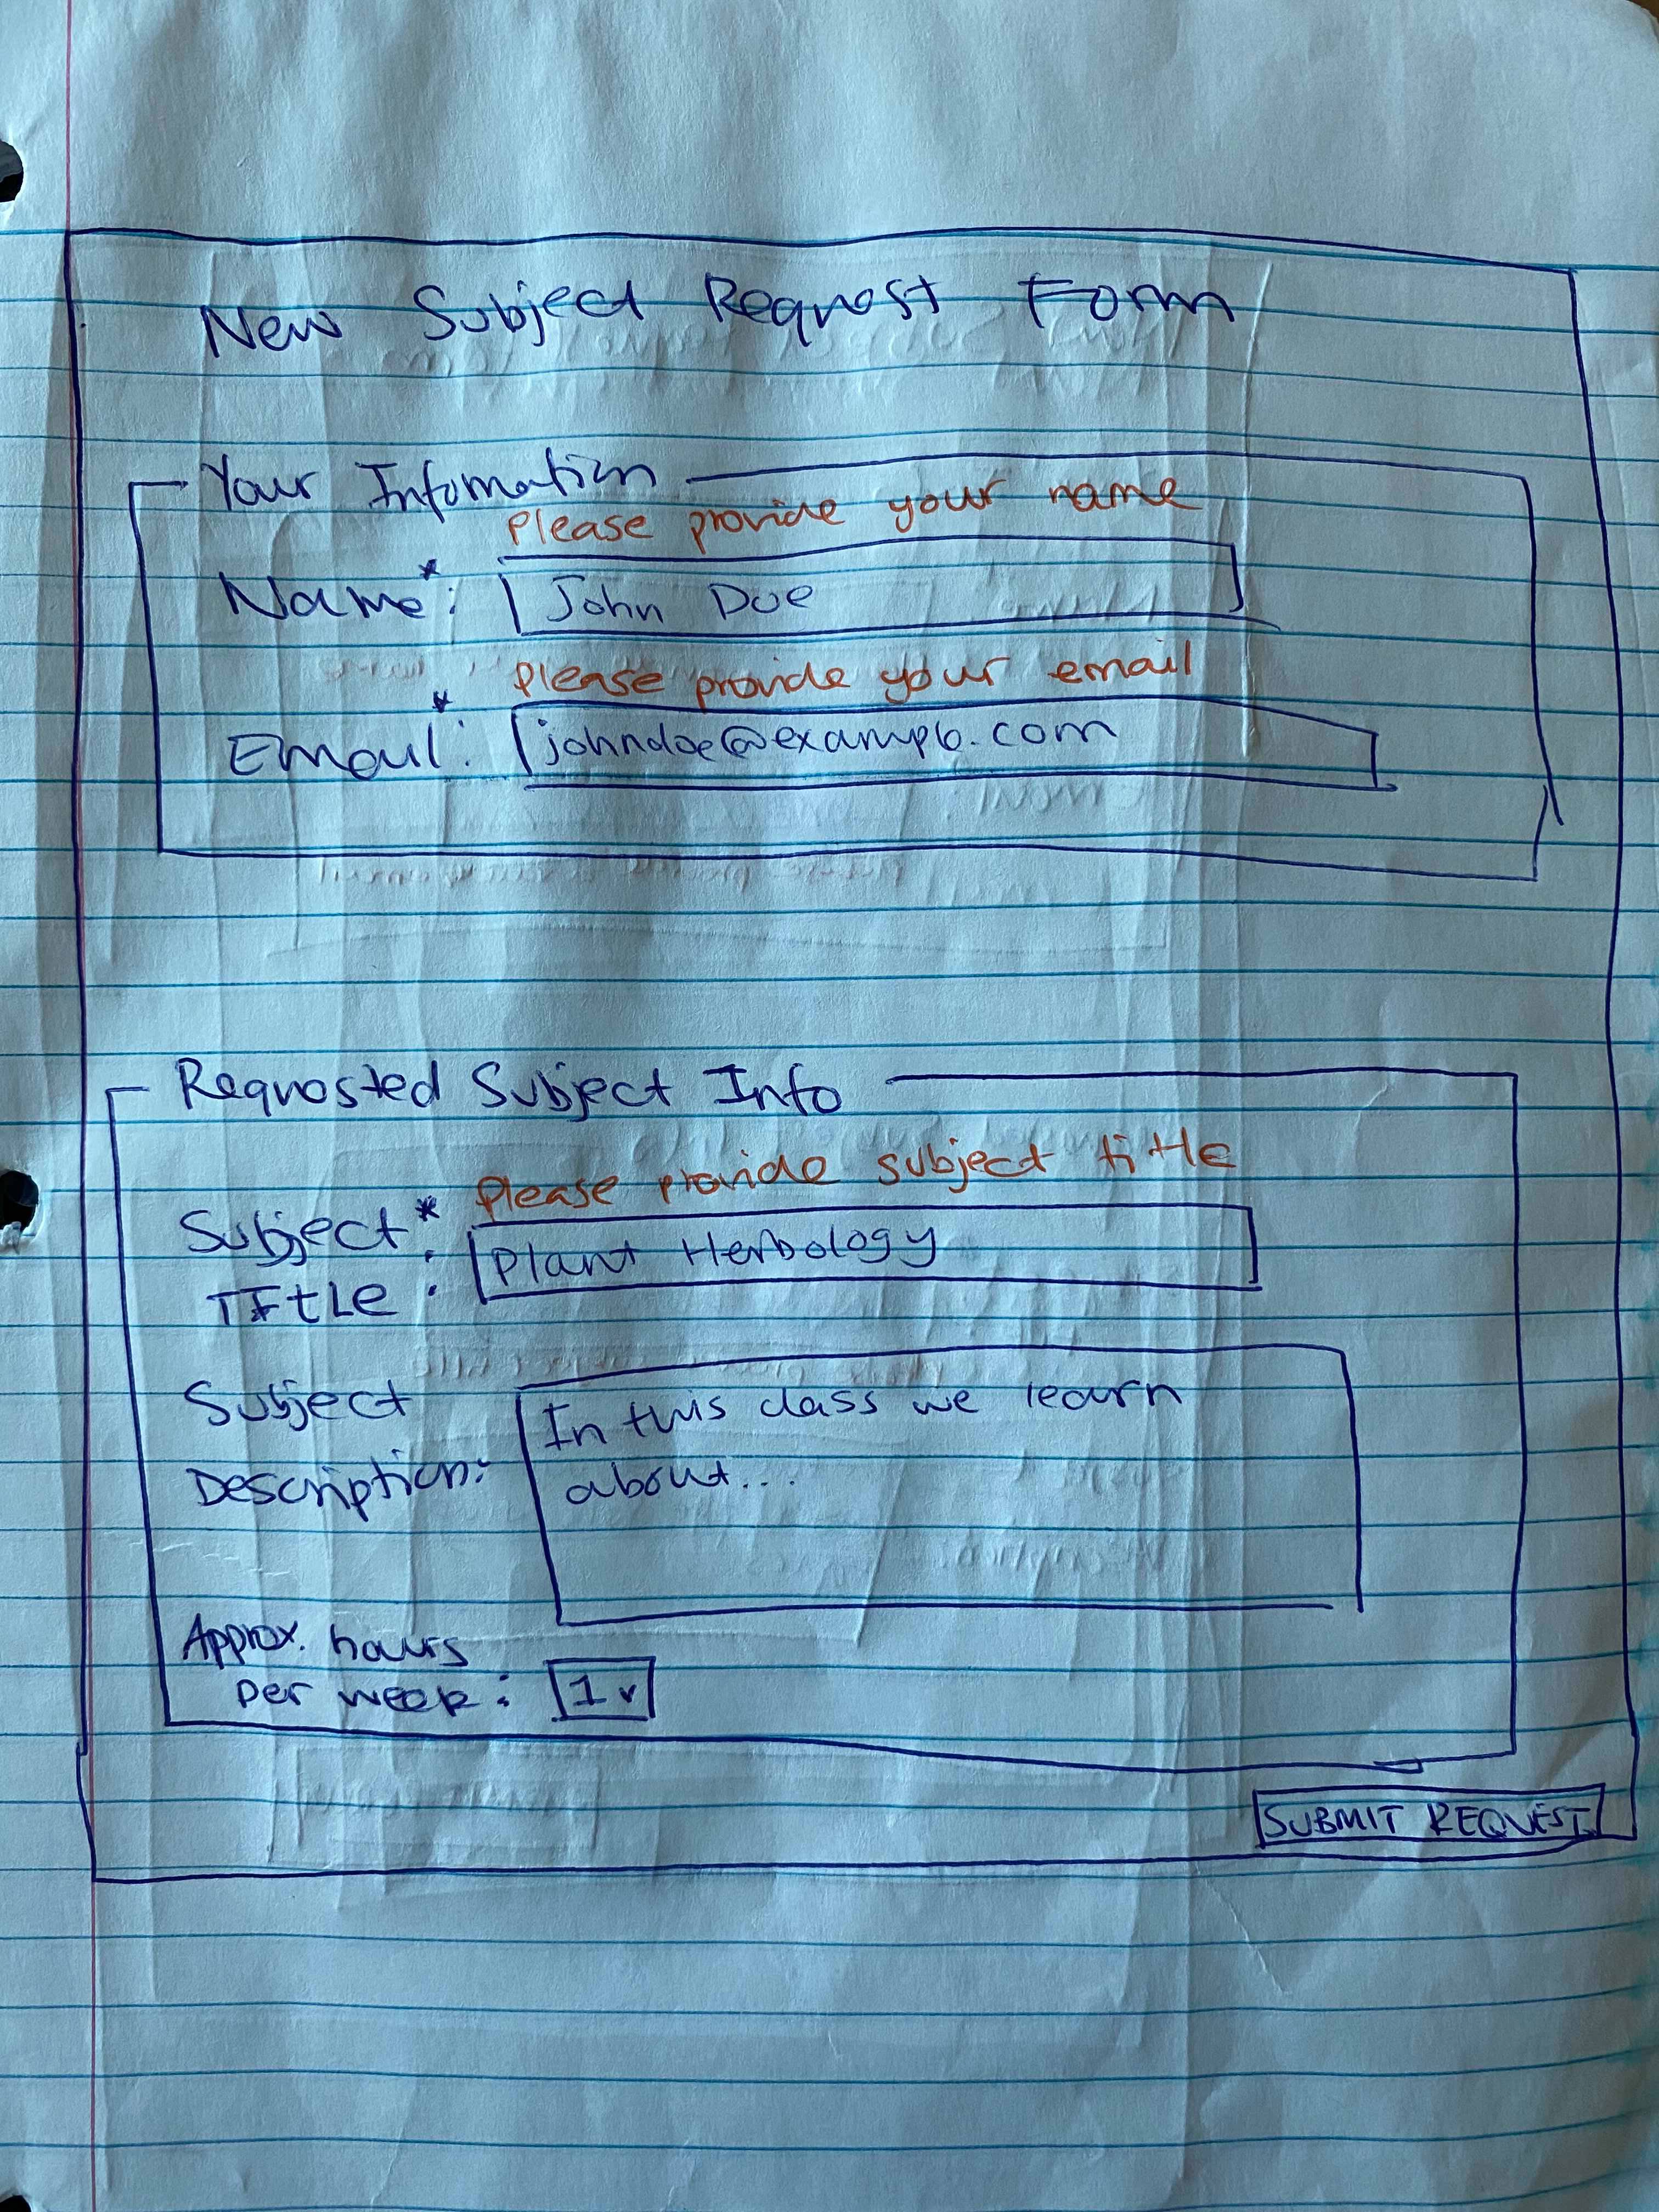 New Subject Request Form
Your Infomation
Please provide your name
Name*: John Doe
Please provide your email
Email*: johndoe@example.com
Requested Subject Info
Please provide subject title
Subject*
Title: Plant Herbology
Subject In this class we learn
Description: about...
Approx. hours
per week: 1 v
SUBMIT REQUEST